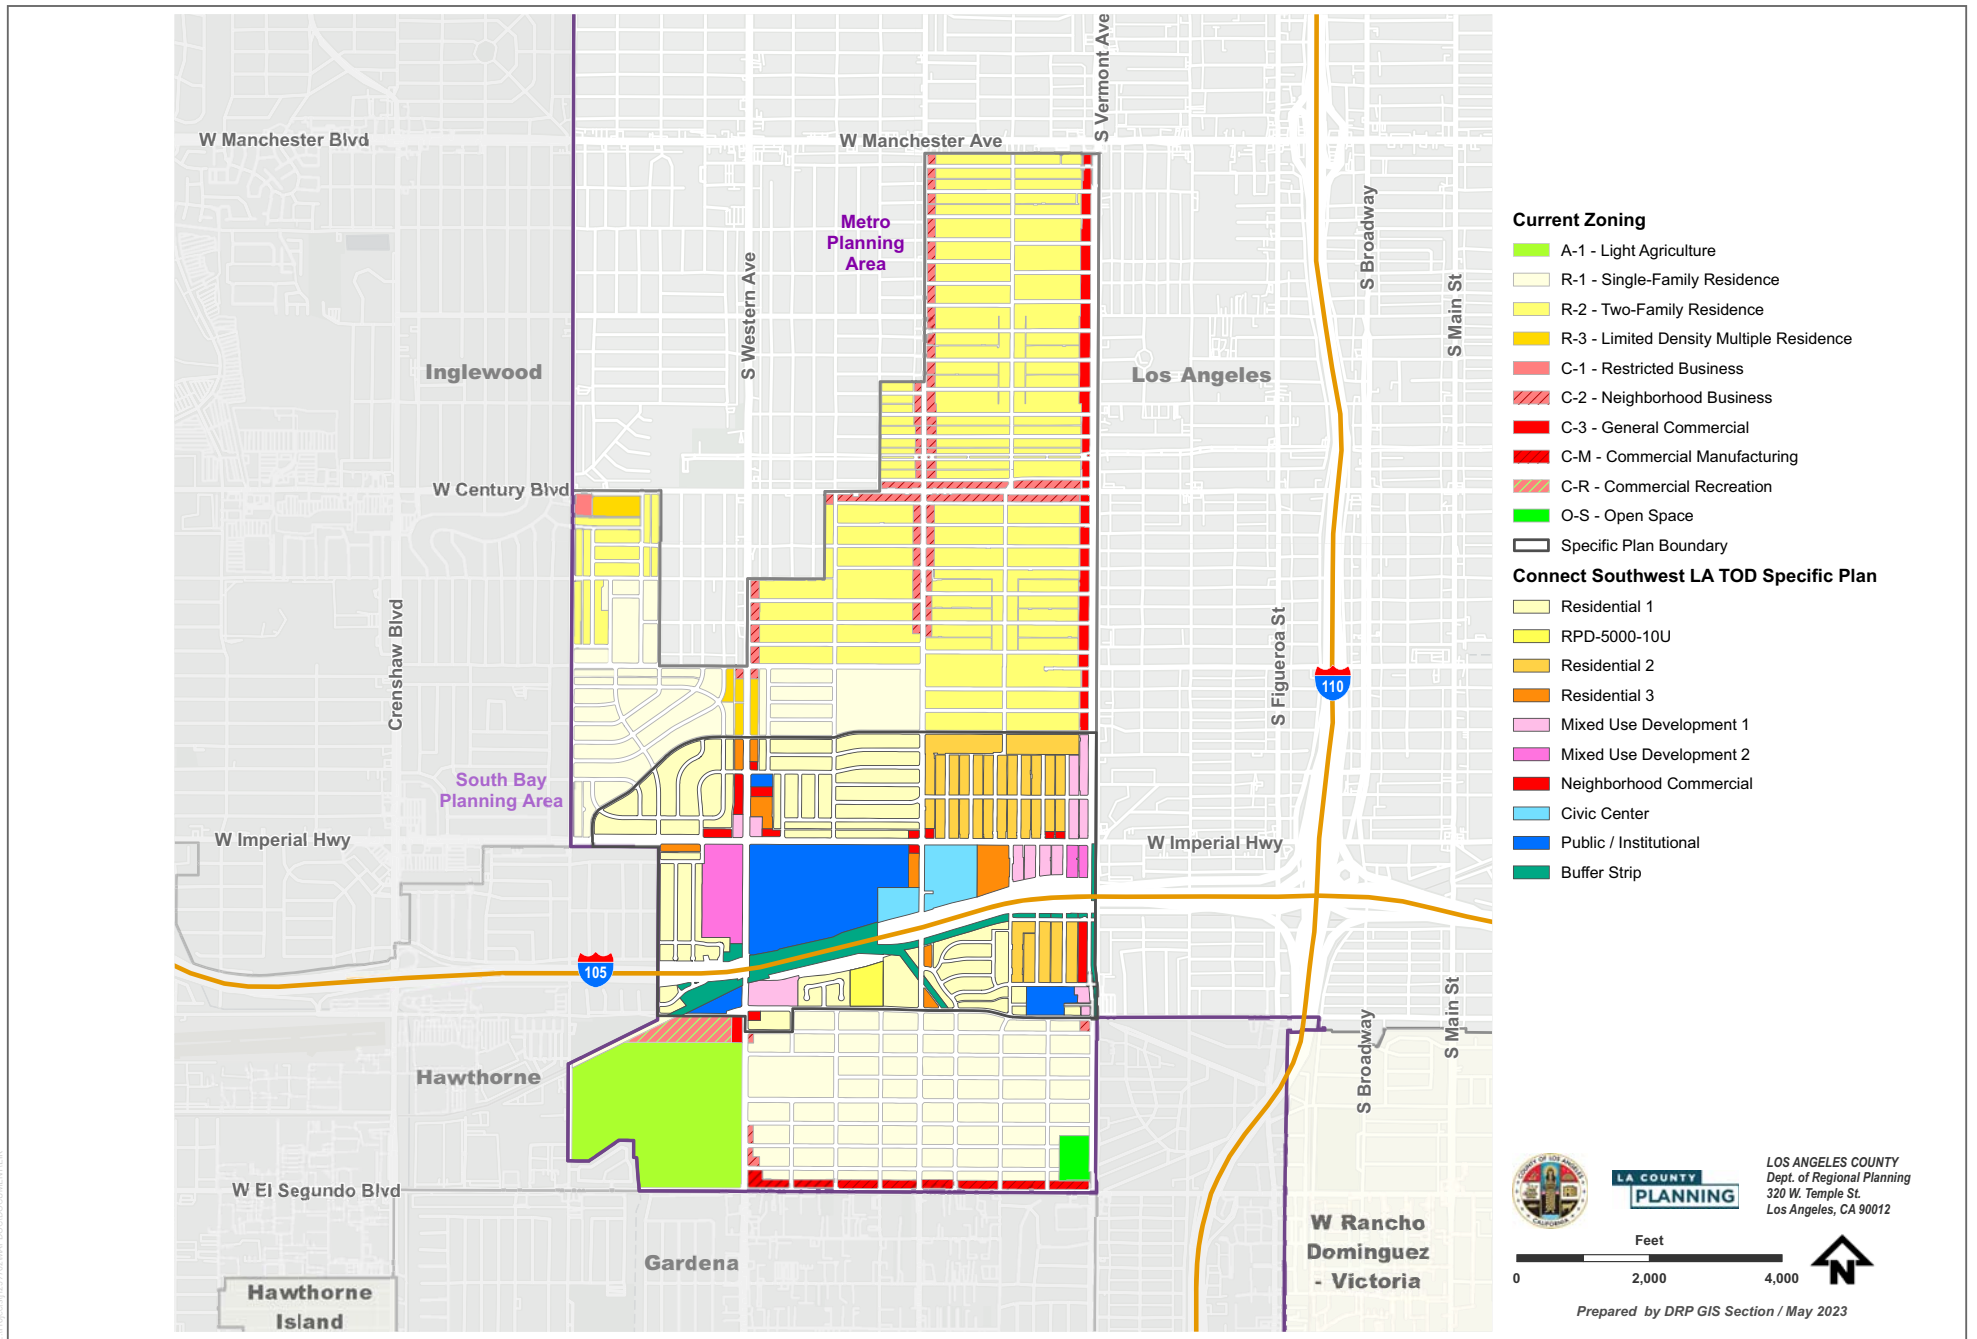 W Manchester Blvd
W Manchester Ave
S Vermont Ave
Metro
Planning
Area
S Western Ave
S Broadway
S Main St
Inglewood
Los Angeles
W Century Blvd
Crenshaw Blvd
S Figueroa St
110
South Bay
Planning Area
W Imperial Hwy
W Imperial Hwy
105
Hawthorne
S Broadway
S Main St
W El Segundo Blvd
Gardena
W Rancho
Dominguez
- Victoria
Hawthorne
Island
Current Zoning
A-1 - Light Agriculture
R-1 - Single-Family Residence
R-2 - Two-Family Residence
R-3 - Limited Density Multiple Residence
C-1 - Restricted Business
C-2 - Neighborhood Business
C-3 - General Commercial
C-M - Commercial Manufacturing
C-R - Commercial Recreation
O-S - Open Space
Specific Plan Boundary
Connect Southwest LA TOD Specific Plan
Residential 1
RPD-5000-10U
Residential 2
Residential 3
Mixed Use Development 1
Mixed Use Development 2
Neighborhood Commercial
Civic Center
Public / Institutional
Buffer Strip
COUNTY OF LOS ANGELES
CALIFORNIA
LA COUNTY
PLANNING
LOS ANGELES COUNTY
Dept. of Regional Planning
320 W. Temple St.
Los Angeles, CA 90012
Feet
0 2,000 4,000
N
Prepared by DRP GIS Section / May 2023